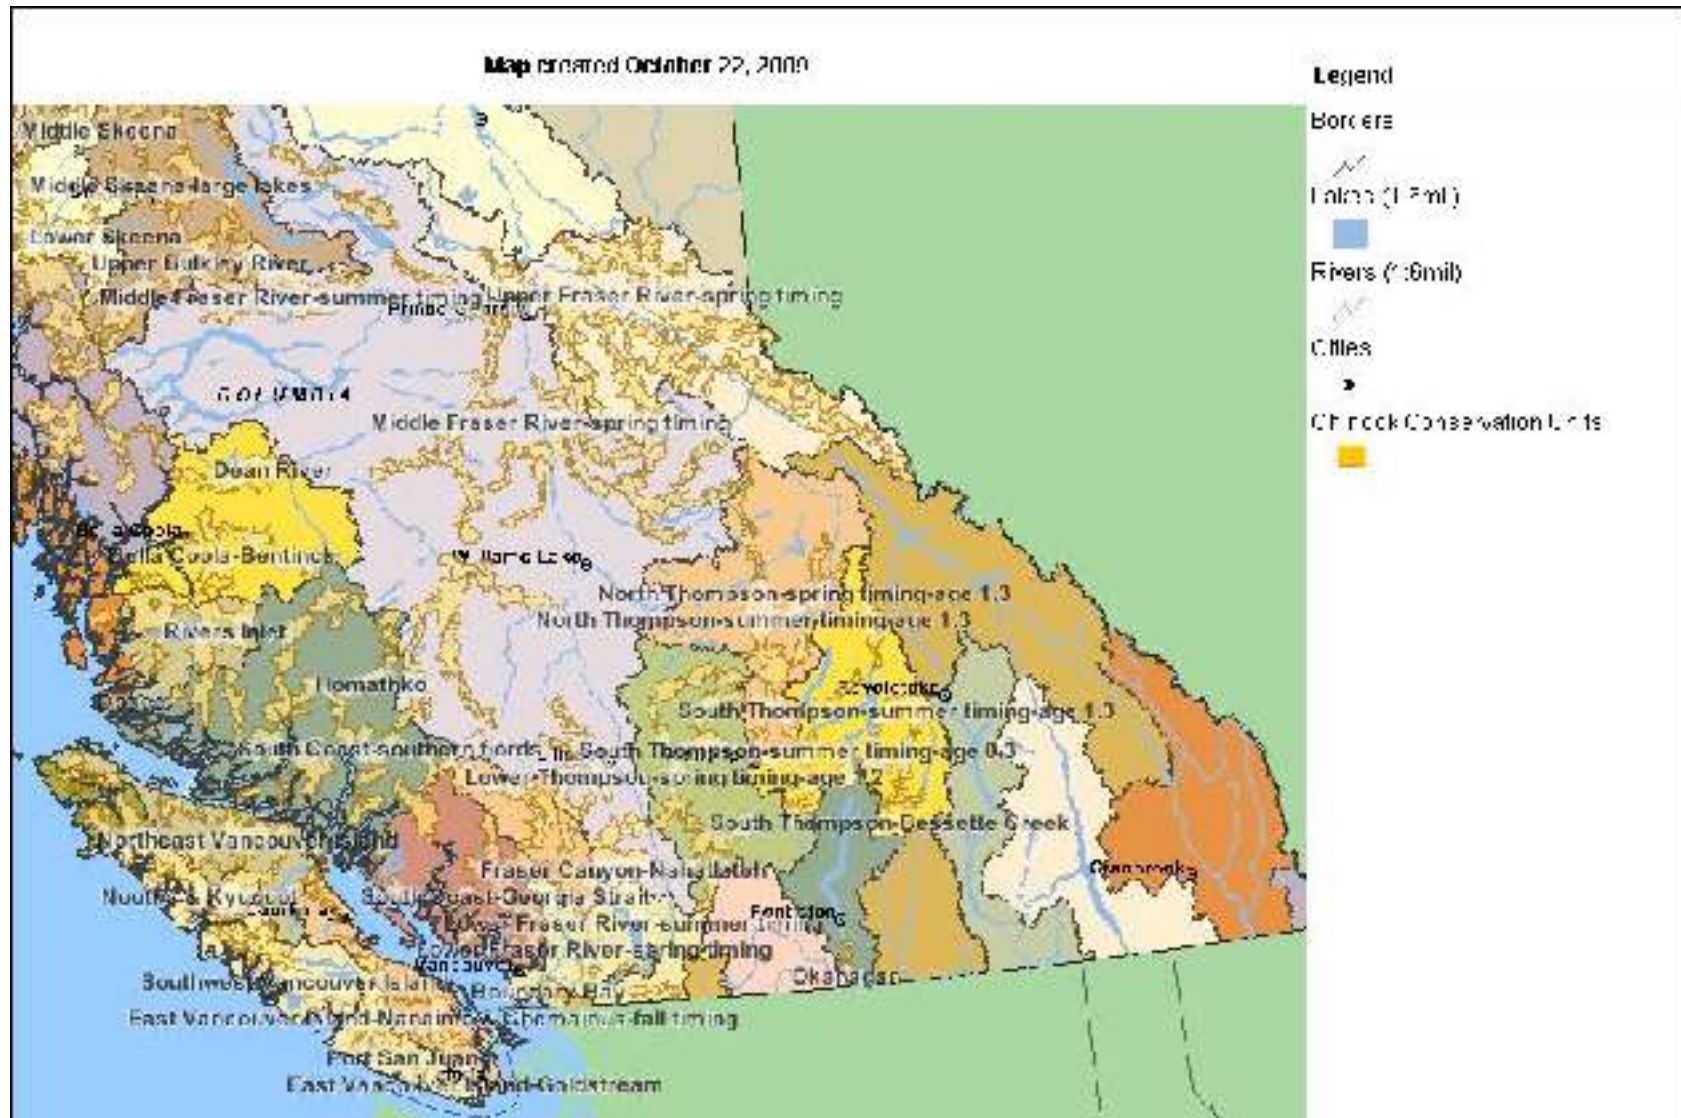 Map created October 22, 2009
Legend
Borders
Lakes
Rivers (1:6mil)
Cities
Chinook Conservation Units
Middle Skeena
Middle Skeena-large lakes
Lower Skeena
Upper Bulkley River
Middle Fraser River-summer timing
Upper Fraser River-spring timing
COLUMBIA
Middle Fraser River-spring timing
Dean River
Bella Coola
Bella Coola-Bentinck
Williams Lake
North Thompson-spring timing-age 1.3
North Thompson-summer timing-age 1.3
Rivers Inlet
Homathko
Revelstoke
South Thompson-summer timing-age 1.3
South Coast-southern fjords
South Thompson-summer timing-age 0.3
Lower Thompson-spring timing-age 1.2
South Thompson-Bessette Creek
Northeast Vancouver Island
Fraser Canyon-Nahatlatch
Cranbrook
Nootka & Kyuquot
South Coast-Georgia Strait
Penticton
Lower Fraser River-summer timing
Lower Fraser River-spring timing
Vancouver
Okanagan
Southwest Vancouver Island
Boundary Bay
East Vancouver Island-Nanaimo & Chemainus-fall timing
Port San Juan
East Vancouver Island-Goldstream